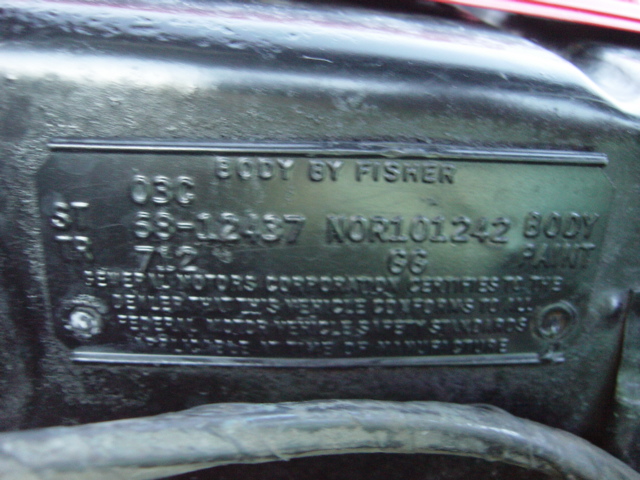 BODY BY FISHER
03C
ST 68-12437 NOR101242 BODY
TR 712 GG PAINT
GENERAL MOTORS CORPORATION CERTIFIES TO THE
DEALER THAT THIS VEHICLE CONFORMS TO ALL
FEDERAL MOTOR VEHICLE SAFETY STANDARDS
APPLICABLE AT TIME OF MANUFACTURE